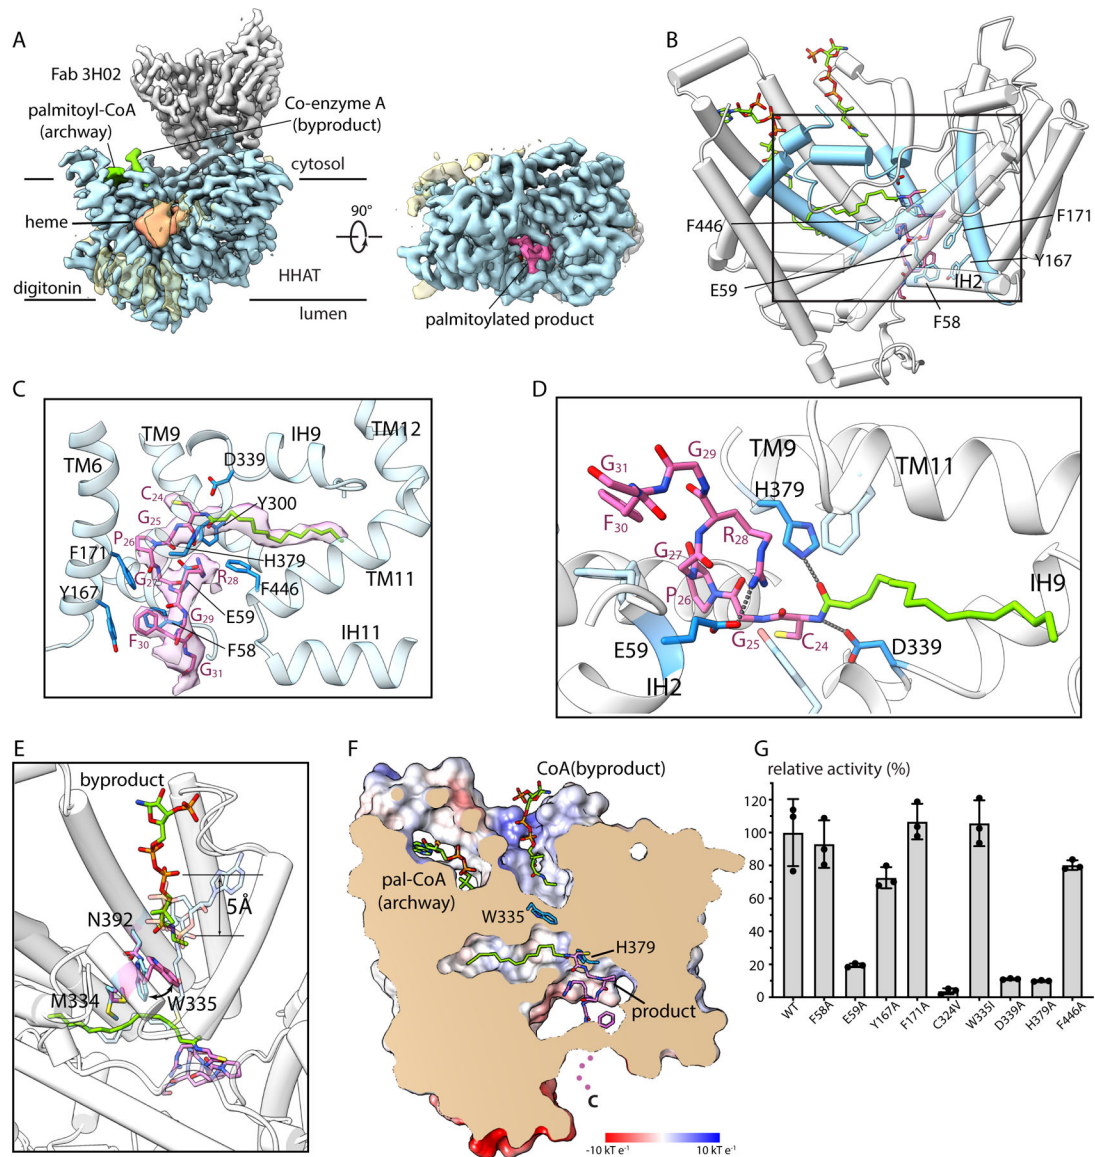 A
Fab 3H02
palmitoyl-CoA
(archway)
Co-enzyme A
(byproduct)
cytosol
heme
90°
HHAT
digitonin
lumen
palmitoylated product
B
F446
F171
Y167
E59
IH2
F58
C
TM12
TM9
IH9
TM6
D339
C24
Y300
G25
P26
H379
F171
TM11
G27
R28
F446
Y167
G29
E59
F30
F58
IH11
G31
D
G29
TM9
G31
TM11
H379
F30
R28
G27
IH9
P26
E59
G25
C24
D339
IH2
E
byproduct
5Å
N392
M334
W335
F
CoA(byproduct)
pal-CoA
(archway)
W335
H379
product
C
-10 kT e⁻¹
10 kT e⁻¹
G
relative activity (%)
120
100
80
60
40
20
10
0
WT
F58A
E59A
Y167A
F171A
C324V
W335I
D339A
H379A
F446A